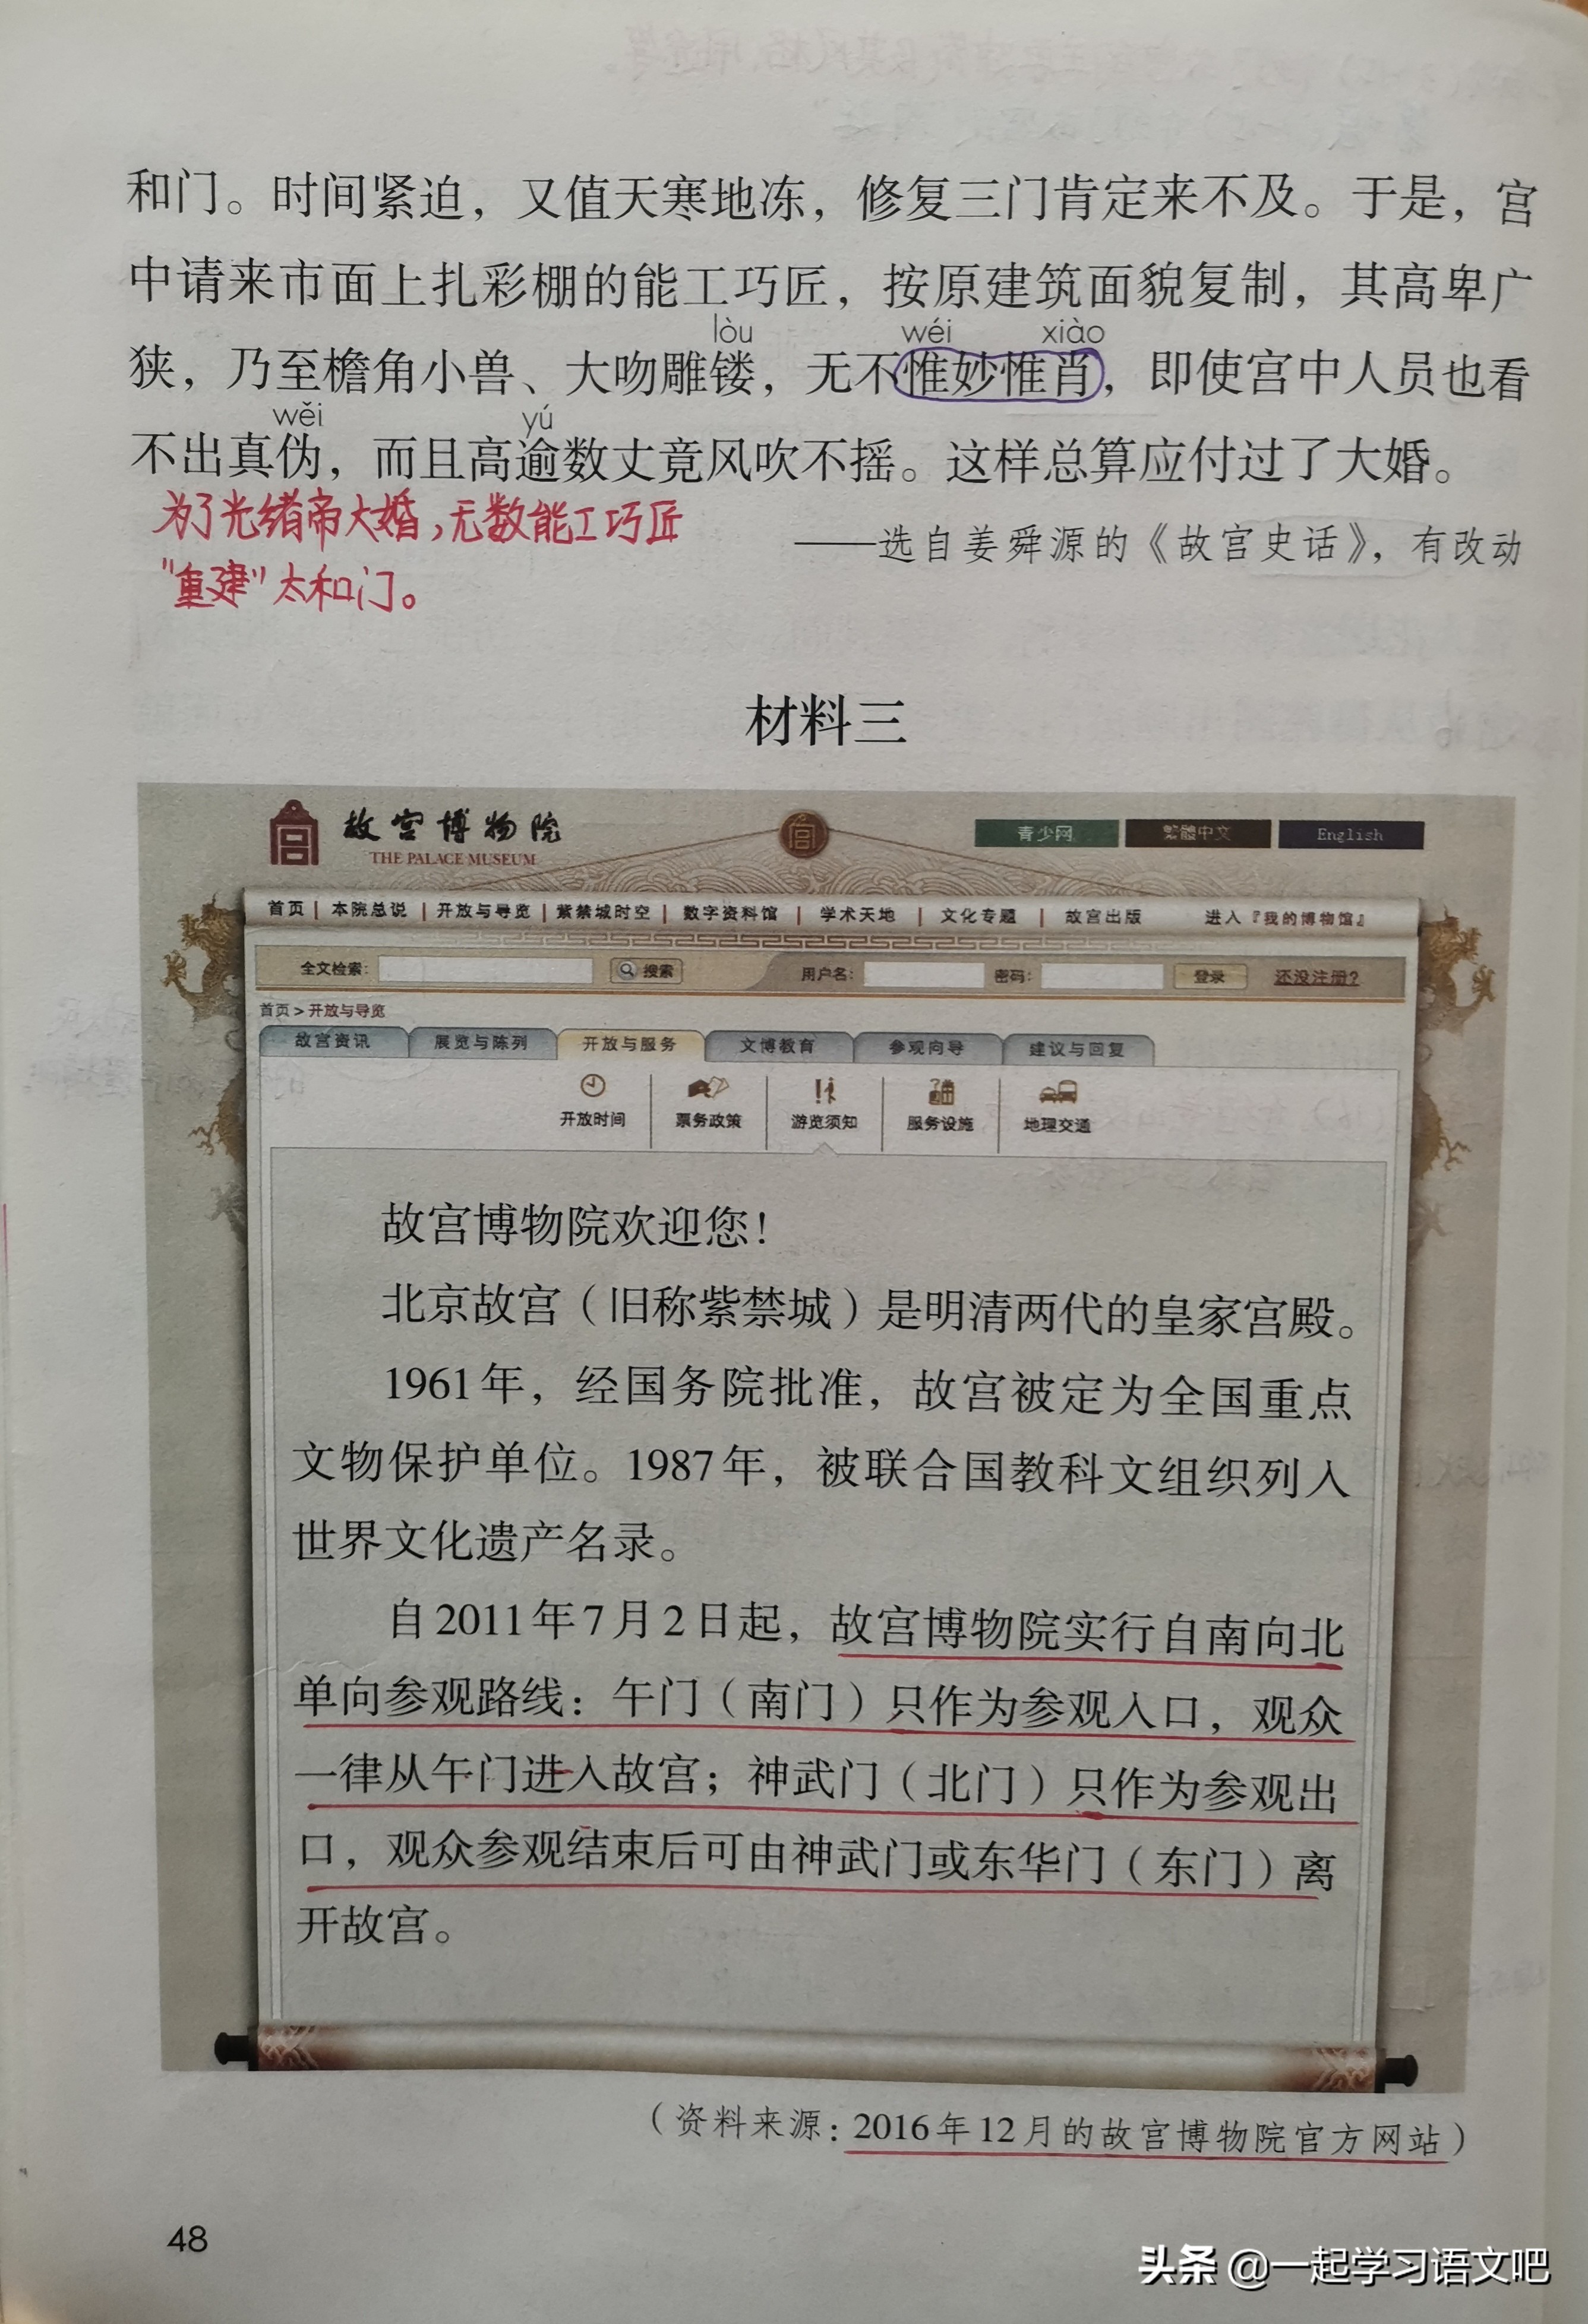 和门。时间紧迫，又值天寒地冻，修复三门肯定来不及。于是，宫
中请来市面上扎彩棚的能工巧匠，按原建筑面貌复制，其高卑广
lòu wéi xiào
狭，乃至檐角小兽、大吻雕镂，无不惟妙惟肖，即使宫中人员也看
wěi yú
不出真伪，而且高逾数丈竟风吹不摇。这样总算应付过了大婚。
为了光绪帝大婚，无数能工巧匠
"重建"太和门。
——选自姜舜源的《故宫史话》，有改动
材料三
宫 故宫博物院 宫 青少网 繁體中文 English
THE PALACE MUSEUM
首页 | 本院总说 | 开放与导览 | 紫禁城时空 | 数字资料馆 | 学术天地 | 文化专题 | 故宫出版 进入『我的博物馆』
全文检索: 搜索 用户名: 密码: 登录 还没注册?
首页 > 开放与导览
故宫资讯 展览与陈列 开放与服务 文博教育 参观向导 建议与回复
开放时间 票务政策 游览须知 服务设施 地理交通
故宫博物院欢迎您！
北京故宫（旧称紫禁城）是明清两代的皇家宫殿。
1961年，经国务院批准，故宫被定为全国重点
文物保护单位。1987年，被联合国教科文组织列入
世界文化遗产名录。
自2011年7月2日起，故宫博物院实行自南向北
单向参观路线：午门（南门）只作为参观入口，观众
一律从午门进入故宫；神武门（北门）只作为参观出
口，观众参观结束后可由神武门或东华门（东门）离
开故宫。
（资料来源：2016年12月的故宫博物院官方网站）
48
头条 @一起学习语文吧